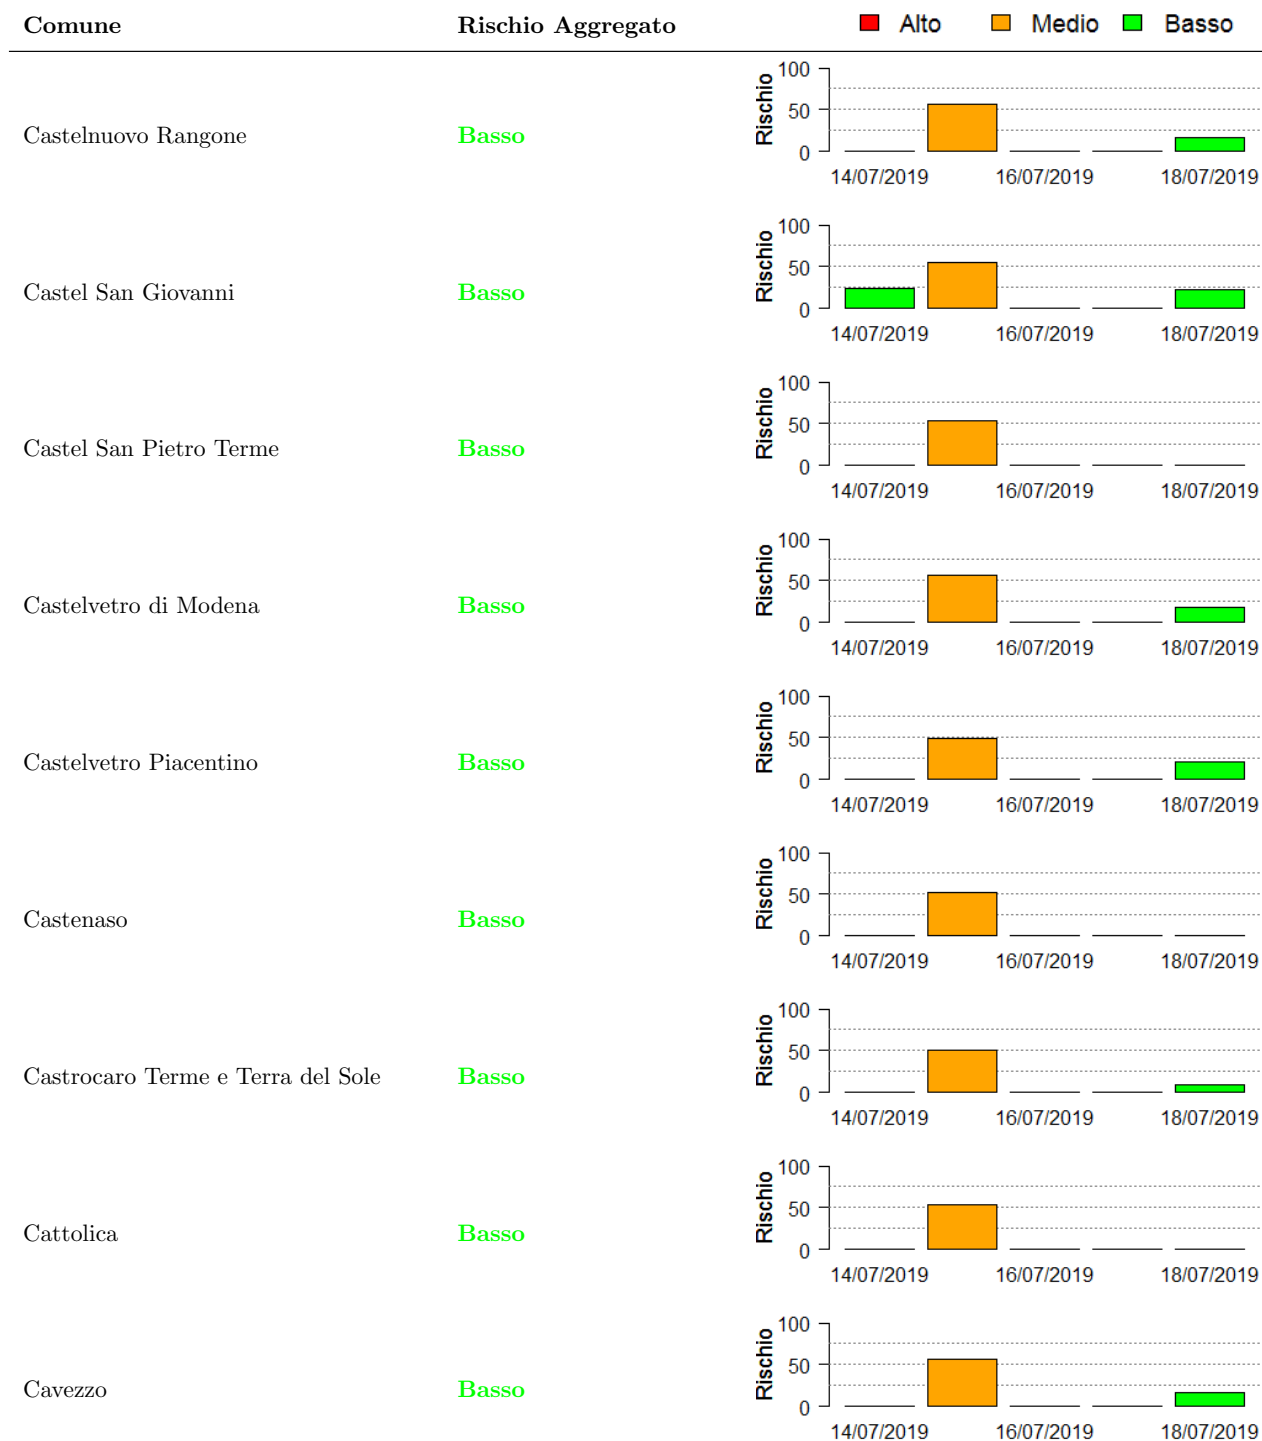 Comune Rischio Aggregato Alto Medio Basso
Castelnuovo Rangone Basso Rischio 100 50 0
14/07/2019 16/07/2019 18/07/2019
Castel San Giovanni Basso Rischio 100 50 0
14/07/2019 16/07/2019 18/07/2019
Castel San Pietro Terme Basso Rischio 100 50 0
14/07/2019 16/07/2019 18/07/2019
Castelvetro di Modena Basso Rischio 100 50 0
14/07/2019 16/07/2019 18/07/2019
Castelvetro Piacentino Basso Rischio 100 50 0
14/07/2019 16/07/2019 18/07/2019
Castenaso Basso Rischio 100 50 0
14/07/2019 16/07/2019 18/07/2019
Castrocaro Terme e Terra del Sole Basso Rischio 100 50 0
14/07/2019 16/07/2019 18/07/2019
Cattolica Basso Rischio 100 50 0
14/07/2019 16/07/2019 18/07/2019
Cavezzo Basso Rischio 100 50 0
14/07/2019 16/07/2019 18/07/2019